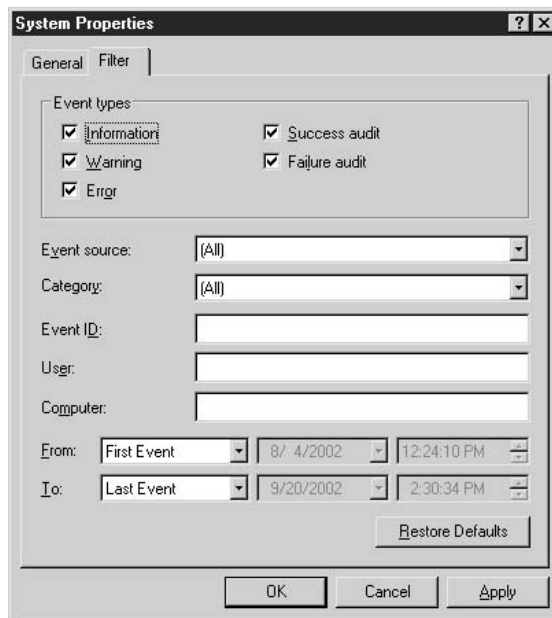 System Properties
General Filter
Event types
Information Success audit
Warning Failure audit
Error
Event source: (All)
Category: (All)
Event ID:
User:
Computer:
From: First Event 8/ 4/2002 12:24:10 PM
To: Last Event 9/20/2002 2:30:34 PM
Restore Defaults
OK Cancel Apply